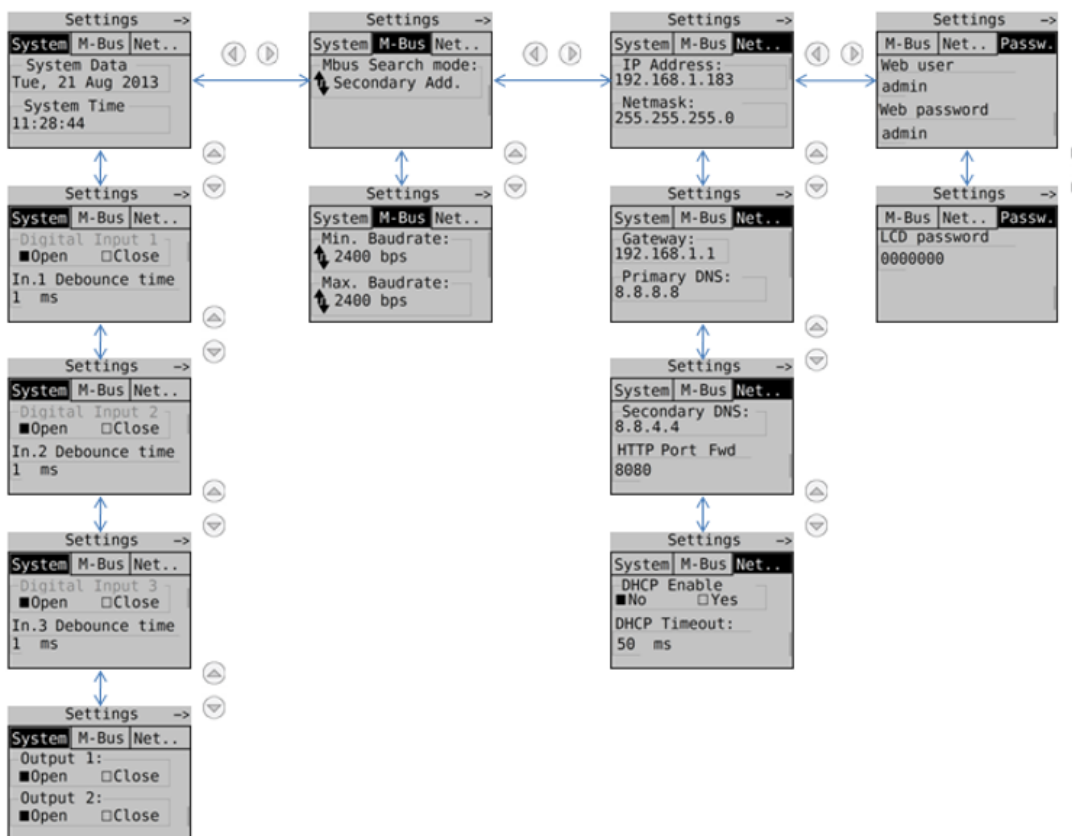 Settings ->
System M-Bus Net..
System Data
Tue, 21 Aug 2013
System Time
11:28:44
Settings ->
System M-Bus Net..
Mbus Search mode:
Secondary Add.
Settings ->
System M-Bus Net..
IP Address:
192.168.1.183
Netmask:
255.255.255.0
Settings ->
M-Bus Net.. Passw.
Web user
admin
Web password
admin
Settings ->
System M-Bus Net..
Digital Input 1
■Open □Close
In.1 Debounce time
1 ms
Settings ->
System M-Bus Net..
Min. Baudrate:
2400 bps
Max. Baudrate:
2400 bps
Settings ->
System M-Bus Net..
Gateway:
192.168.1.1
Primary DNS:
8.8.8.8
Settings ->
M-Bus Net.. Passw.
LCD password
0000000
Settings ->
System M-Bus Net..
Digital Input 2
■Open □Close
In.2 Debounce time
1 ms
Settings ->
System M-Bus Net..
Secondary DNS:
8.8.4.4
HTTP Port Fwd
8080
Settings ->
System M-Bus Net..
Digital Input 3
■Open □Close
In.3 Debounce time
1 ms
Settings ->
System M-Bus Net..
DHCP Enable
■No □Yes
DHCP Timeout:
50 ms
Settings ->
System M-Bus Net..
Output 1:
■Open □Close
Output 2:
■Open □Close